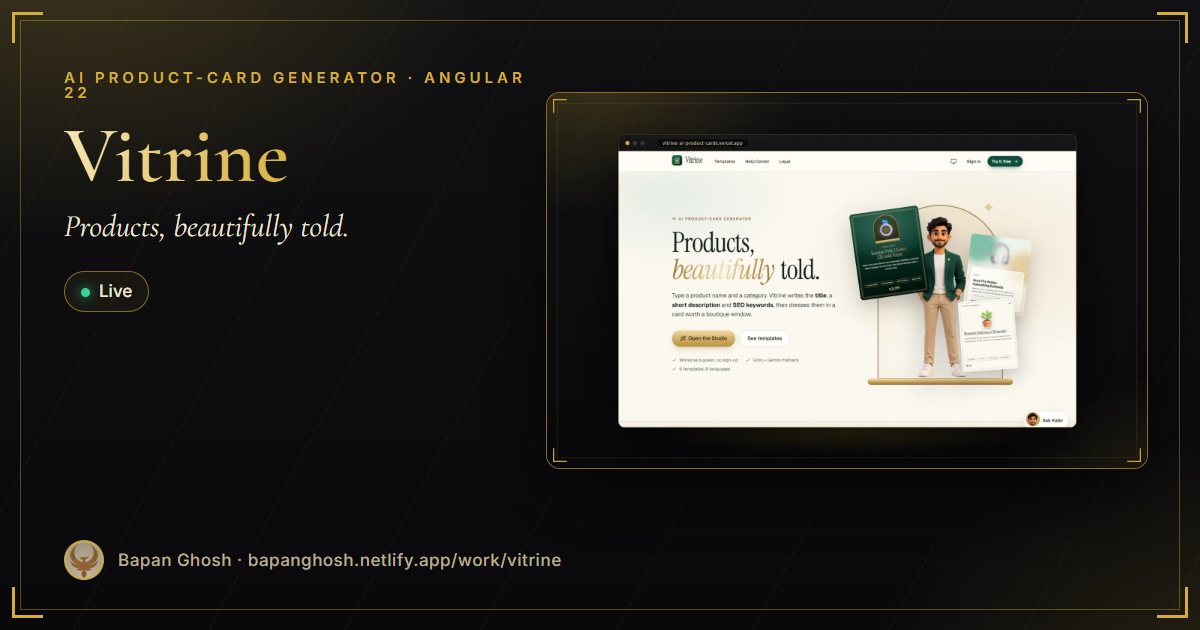 AI PRODUCT-CARD GENERATOR · ANGULAR
22
Vitrine
Products, beautifully told.
Live
vitrine-ai-product-cards.vercel.app
Vitrine
Templates
Help Center
Legal
Sign in
Try it free →
AI PRODUCT-CARD GENERATOR
Products,
beautifully told.
Type a product name and a category. Vitrine writes the title, a
short description and SEO keywords, then dresses them in a
card worth a boutique window.
Open the Studio
See templates
✓ Works as a guest, no sign-up
✓ Groq + Gemini fallback
✓ 6 templates, 6 languages
Bapan Ghosh · bapanghosh.netlify.app/work/vitrine